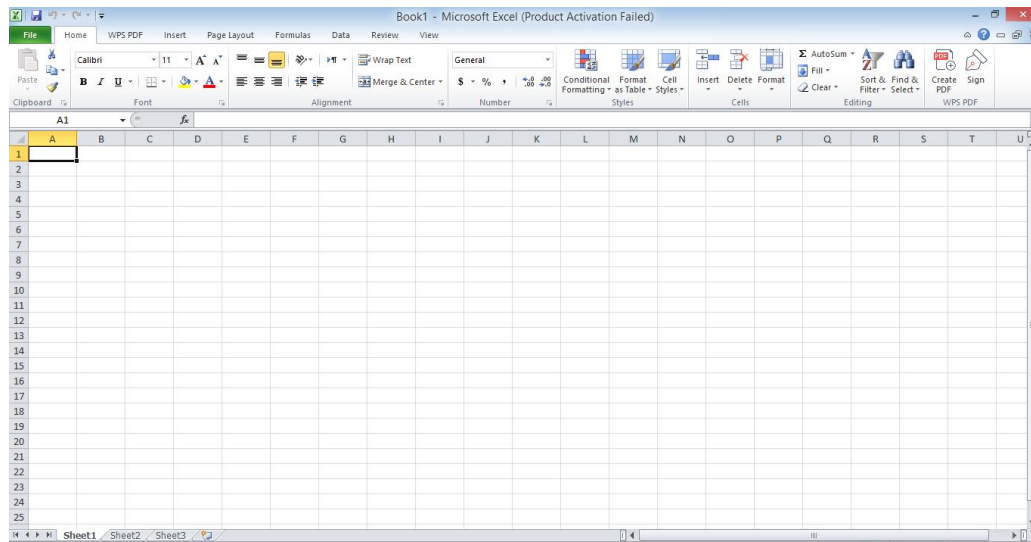 Book1 - Microsoft Excel (Product Activation Failed)
File Home WPS PDF Insert Page Layout Formulas Data Review View
Calibri 11 A A Wrap Text General Σ AutoSum
Fill
Paste B I U A Merge & Center $ % , .0 .00 .00 .0 Conditional Formatting Format as Table Cell Styles Insert Delete Format Clear Sort & Filter Find & Select Create PDF Sign
Clipboard Font Alignment Number Styles Cells Editing WPS PDF
A1 fx
A B C D E F G H I J K L M N O P Q R S T U
1
2
3
4
5
6
7
8
9
10
11
12
13
14
15
16
17
18
19
20
21
22
23
24
25
Sheet1 Sheet2 Sheet3